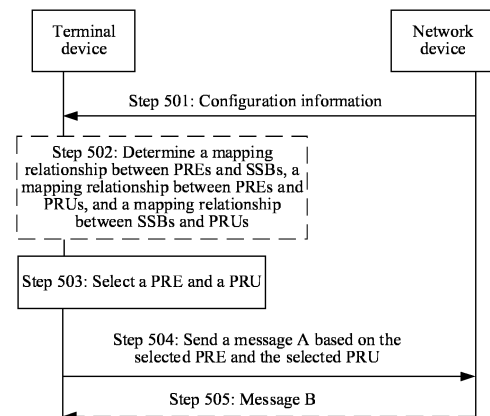 Terminal
device
Network
device
Step 501: Configuration information
Step 502: Determine a mapping
relationship between PREs and SSBs, a
mapping relationship between PREs and
PRUs, and a mapping relationship
between SSBs and PRUs
Step 503: Select a PRE and a PRU
Step 504: Send a message A based on the
selected PRE and the selected PRU
Step 505: Message B